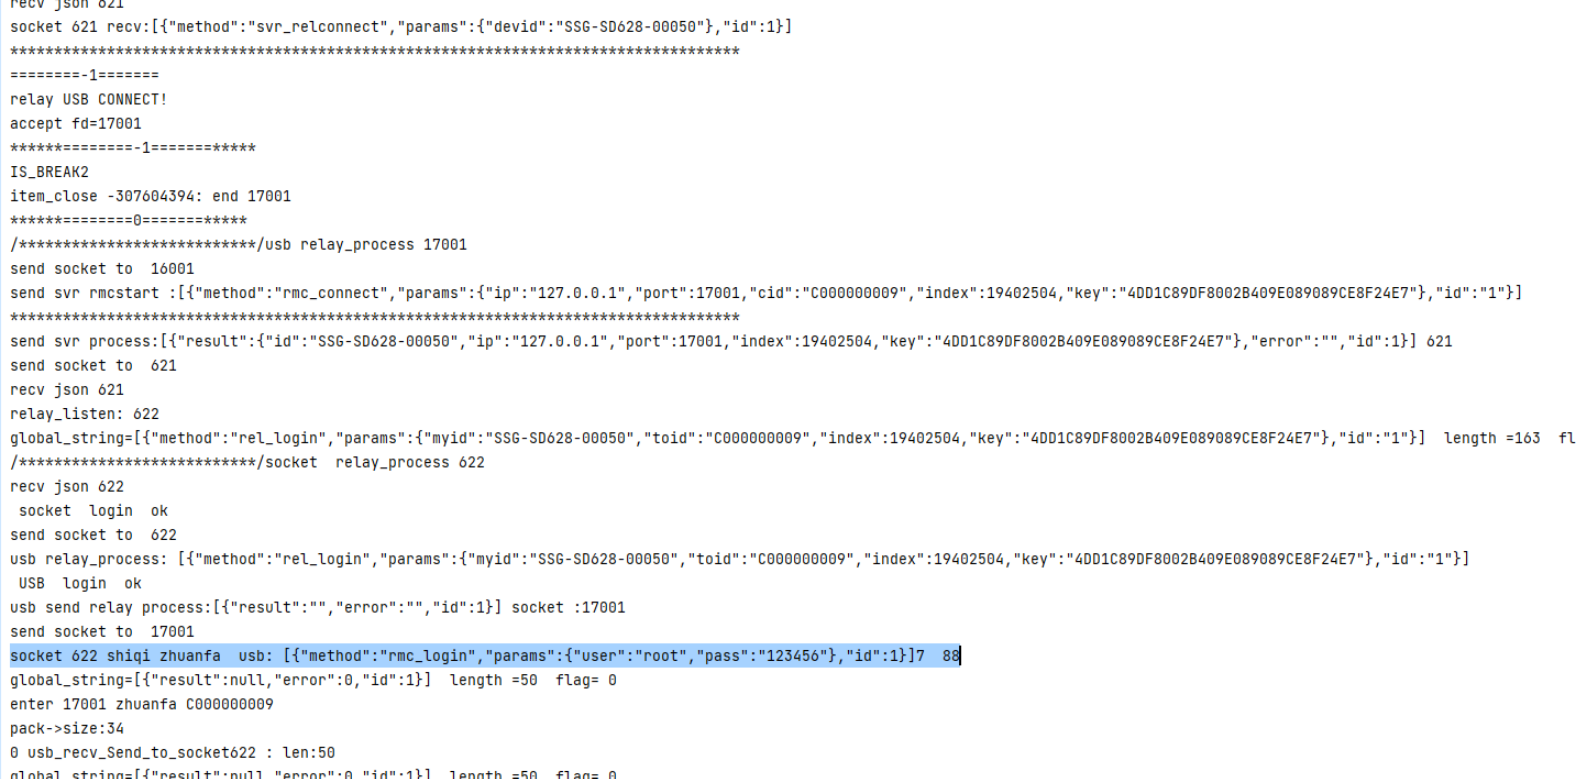 recv json 621
socket 621 recv:[{"method":"svr_relconnect","params":{"devid":"SSG-SD628-00050"},"id":1}]
***********************************************************************************
========-1=======
relay USB CONNECT!
accept fd=17001
******========-1=======*****
IS_BREAK2
item_close -307604394: end 17001
******========0=======*****
/***************************/usb relay_process 17001
send socket to  16001
send svr rmcstart :[{"method":"rmc_connect","params":{"ip":"127.0.0.1","port":17001,"cid":"C000000009","index":19402504,"key":"4DD1C89DF8002B409E089089CE8F24E7"},"id":"1"}]
***********************************************************************************
send svr process:[{"result":{"id":"SSG-SD628-00050","ip":"127.0.0.1","port":17001,"index":19402504,"key":"4DD1C89DF8002B409E089089CE8F24E7"},"error":"","id":1}] 621
send socket to  621
recv json 621
relay_listen: 622
global_string=[{"method":"rel_login","params":{"myid":"SSG-SD628-00050","toid":"C000000009","index":19402504,"key":"4DD1C89DF8002B409E089089CE8F24E7"},"id":"1"}]  length =163  fl
/***************************/socket  relay_process 622
recv json 622
 socket  login  ok
send socket to  622
usb relay_process: [{"method":"rel_login","params":{"myid":"SSG-SD628-00050","toid":"C000000009","index":19402504,"key":"4DD1C89DF8002B409E089089CE8F24E7"},"id":"1"}]
 USB  login  ok
usb send relay process:[{"result":"","error":"","id":1}] socket :17001
send socket to  17001
socket 622 shiqi zhuanfa  usb: [{"method":"rmc_login","params":{"user":"root","pass":"123456"},"id":1}]7  88
global_string=[{"result":null,"error":0,"id":1}]  length =50  flag= 0
enter 17001 zhuanfa C000000009
pack->size:34
0 usb_recv_Send_to_socket622 : len:50
global_string=[{"result":null,"error":0,"id":1}]  length =50  flag= 0